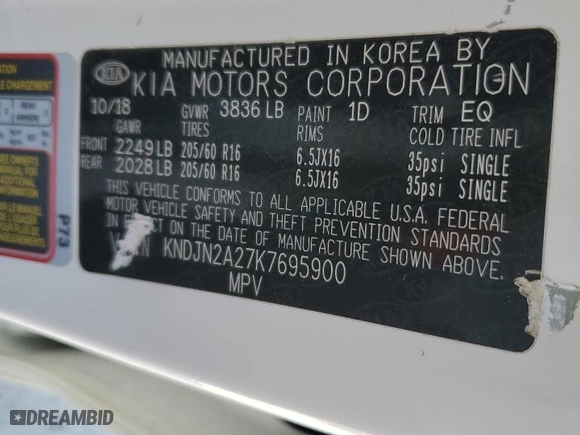 MANUFACTURED IN KOREA BY
KIA KIA MOTORS CORPORATION
10/18 GVWR 3836 LB PAINT 1D TRIM EQ
GAWR TIRES RIMS COLD TIRE INFL
FRONT 2249 LB 205/60 R16 6.5JX16 35psi SINGLE
REAR 2028 LB 205/60 R16 6.5JX16 35psi SINGLE
THIS VEHICLE CONFORMS TO ALL APPLICABLE U.S.A. FEDERAL
MOTOR VEHICLE SAFETY AND THEFT PREVENTION STANDARDS
IN EFFECT ON THE DATE OF MANUFACTURE SHOWN ABOVE.
KNDJN2A27K7695900
MPV
P73
DREAMBID